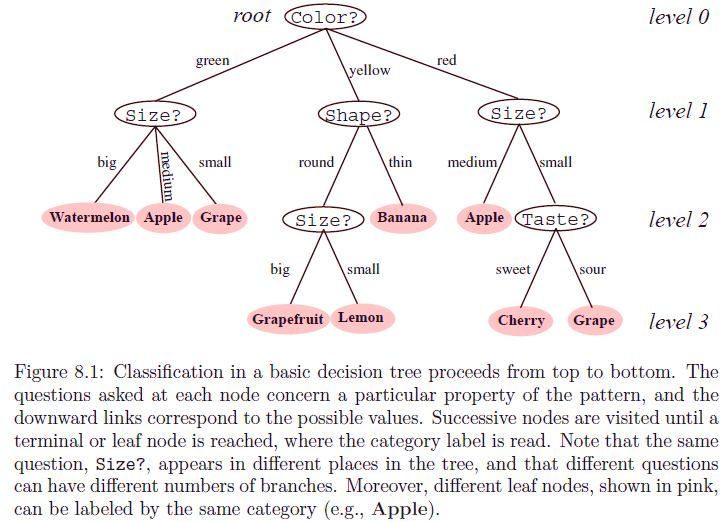 root Color? level 0
green yellow red
Size? Shape? Size? level 1
big medium small round thin medium small
Watermelon Apple Grape Size? Banana Apple Taste? level 2
big small sweet sour
Grapefruit Lemon Cherry Grape level 3
Figure 8.1: Classification in a basic decision tree proceeds from top to bottom. The
questions asked at each node concern a particular property of the pattern, and the
downward links correspond to the possible values. Successive nodes are visited until a
terminal or leaf node is reached, where the category label is read. Note that the same
question, Size?, appears in different places in the tree, and that different questions
can have different numbers of branches. Moreover, different leaf nodes, shown in pink,
can be labeled by the same category (e.g., Apple).